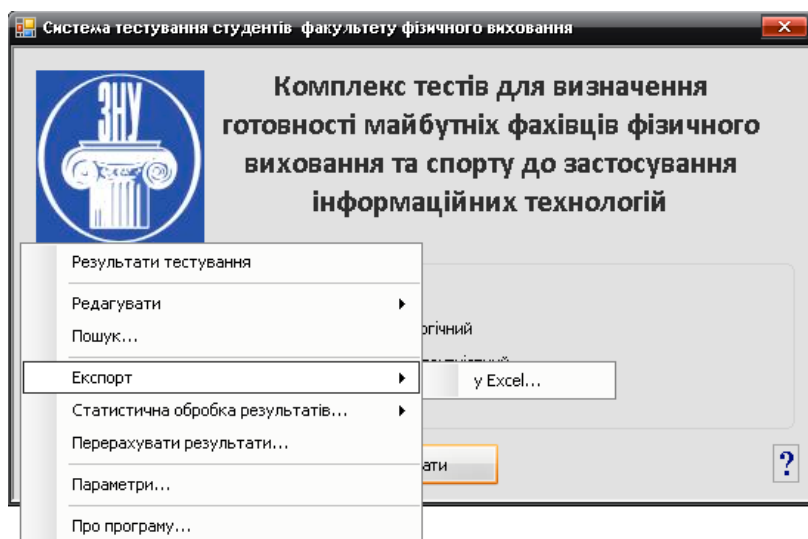 Система тестування студентів факультету фізичного виховання
ЗНУ
Комплекс тестів для визначення
готовності майбутніх фахівців фізичного
виховання та спорту до застосування
інформаційних технологій
Результати тестування
Редагувати
Пошук...
Експорт
у Excel...
Статистична обробка результатів...
Перерахувати результати...
Параметри...
Про програму...
огічний
ати
?